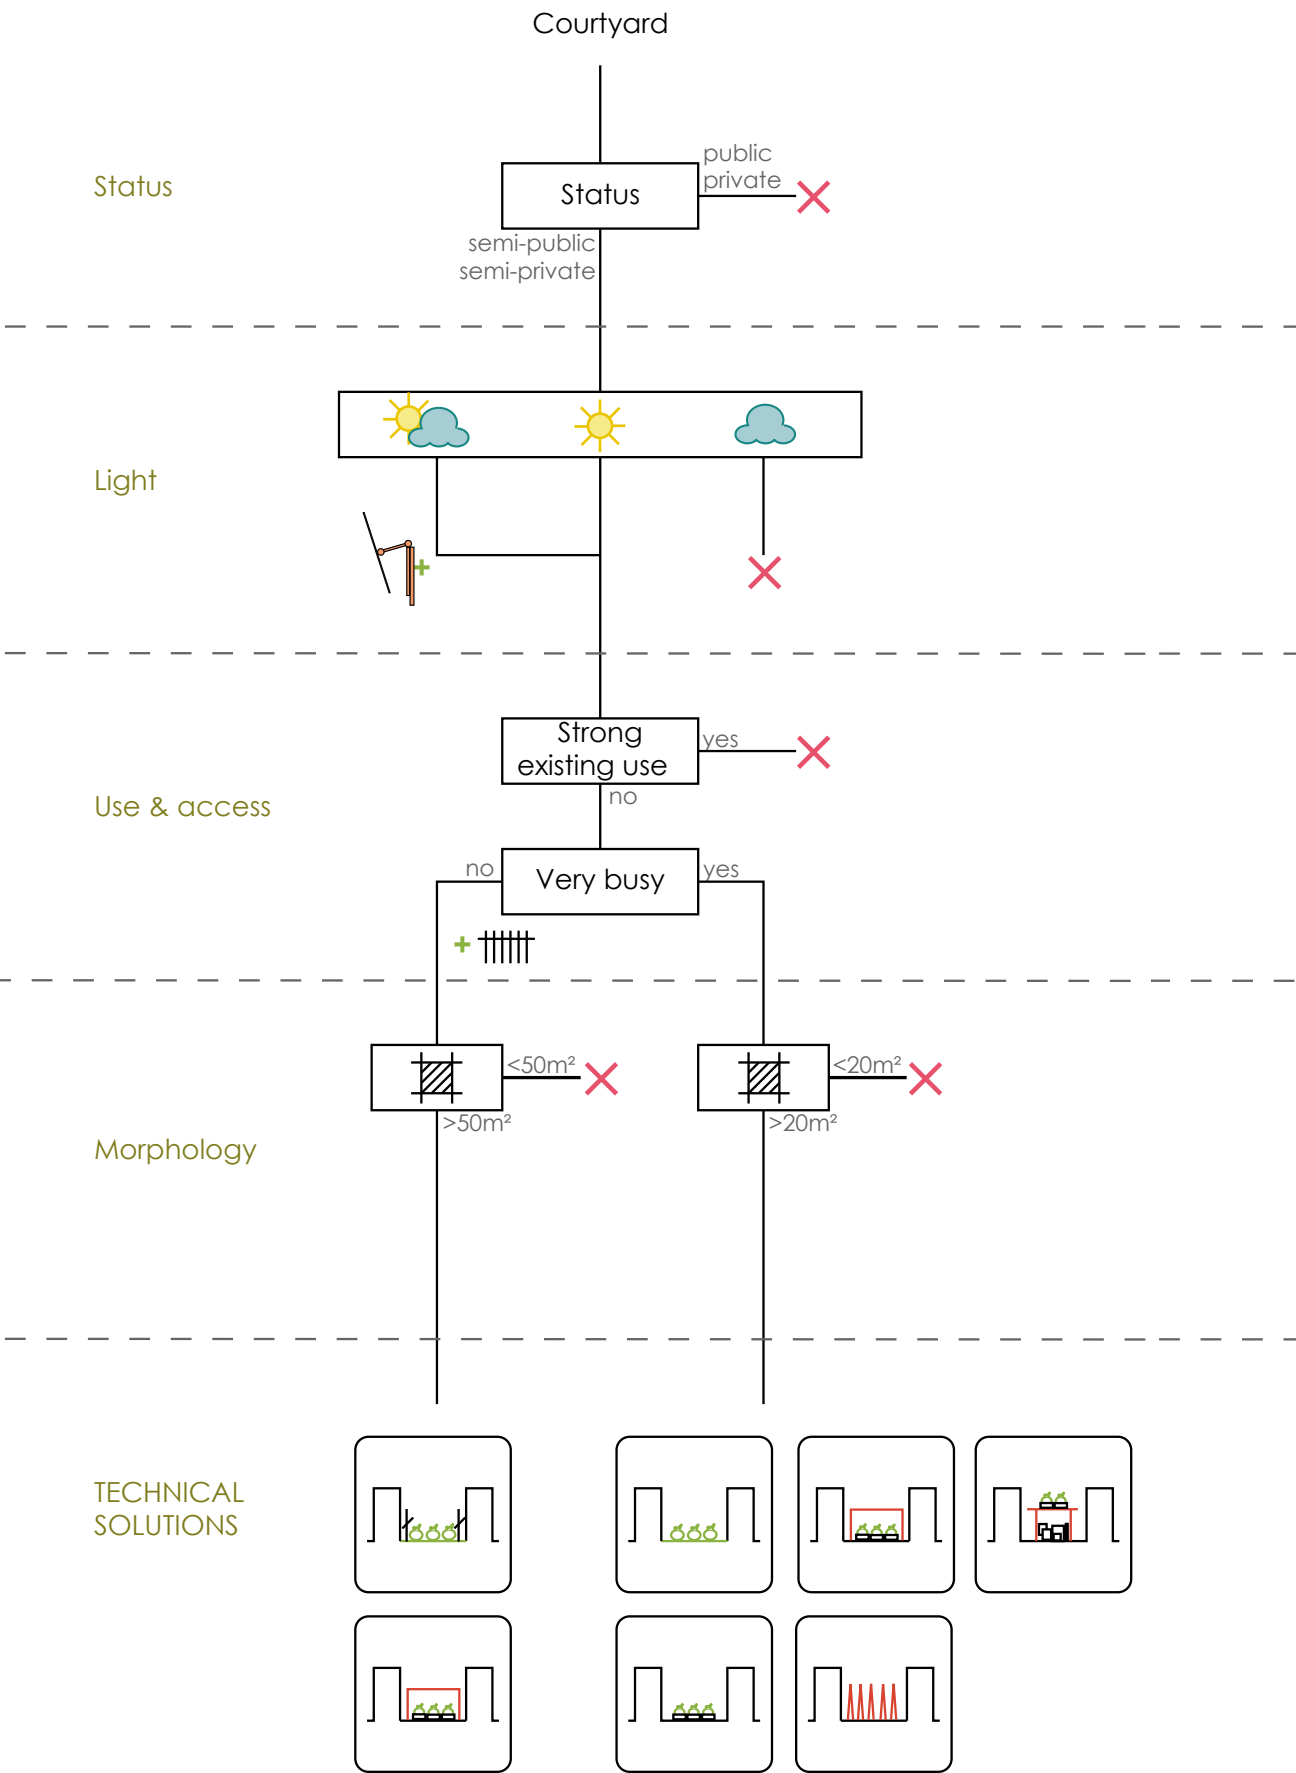 Courtyard
public
private
Status
Status
semi-public
semi-private
Light
Strong
existing use
yes
no
Use & access
no
Very busy
yes
<50m²
<20m²
>50m²
>20m²
Morphology
TECHNICAL
SOLUTIONS